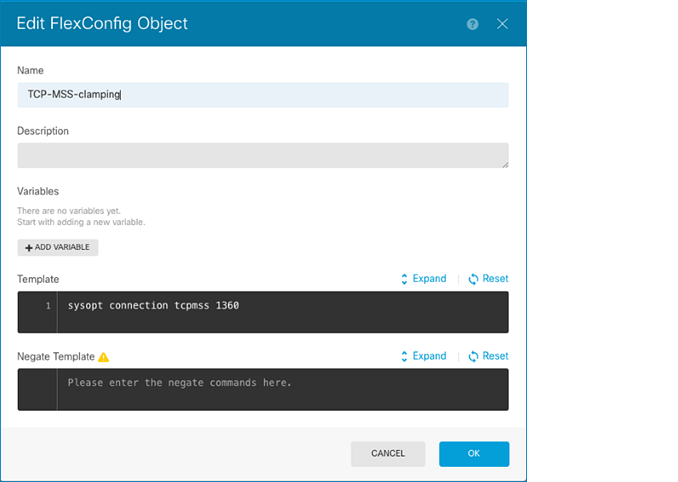 Edit FlexConfig Object
Name
TCP-MSS-clamping
Description
Variables
There are no variables yet.
Start with adding a new variable.
+ ADD VARIABLE
Template
Expand | Reset
1 sysopt connection tcpmss 1360
Negate Template
Expand | Reset
Please enter the negate commands here.
CANCEL
OK